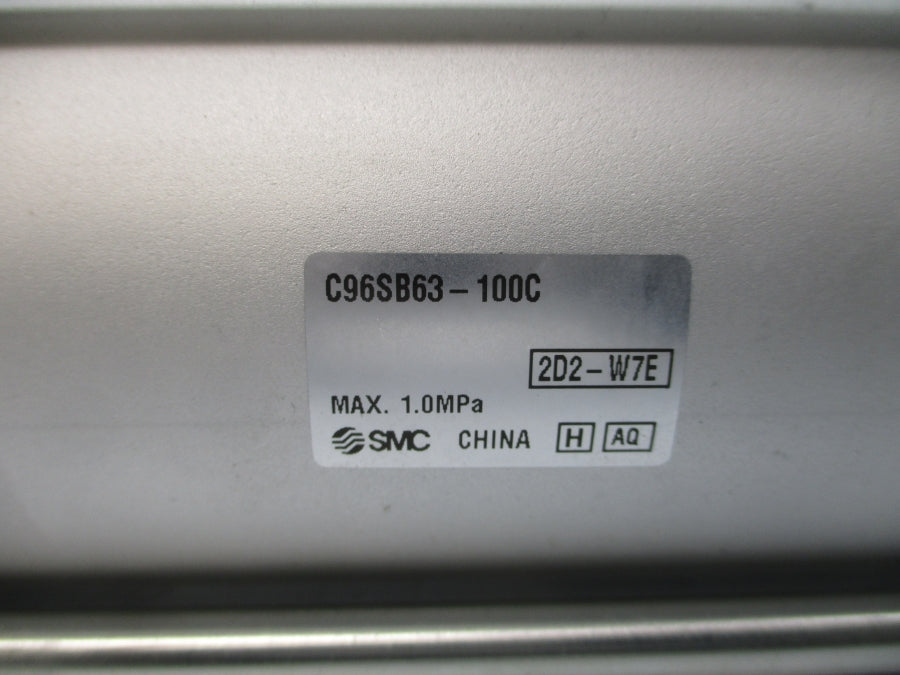 C96SB63-100C
2D2-W7E
MAX. 1.0MPa
SMC CHINA H AQ